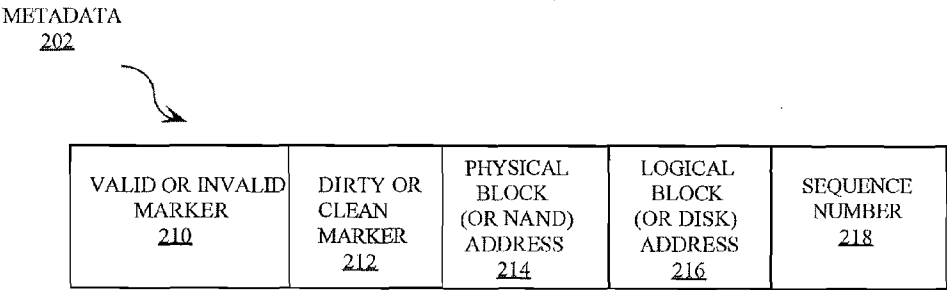 METADATA
202
VALID OR INVALID
MARKER
210
DIRTY OR
CLEAN
MARKER
212
PHYSICAL
BLOCK
(OR NAND)
ADDRESS
214
LOGICAL
BLOCK
(OR DISK)
ADDRESS
216
SEQUENCE
NUMBER
218